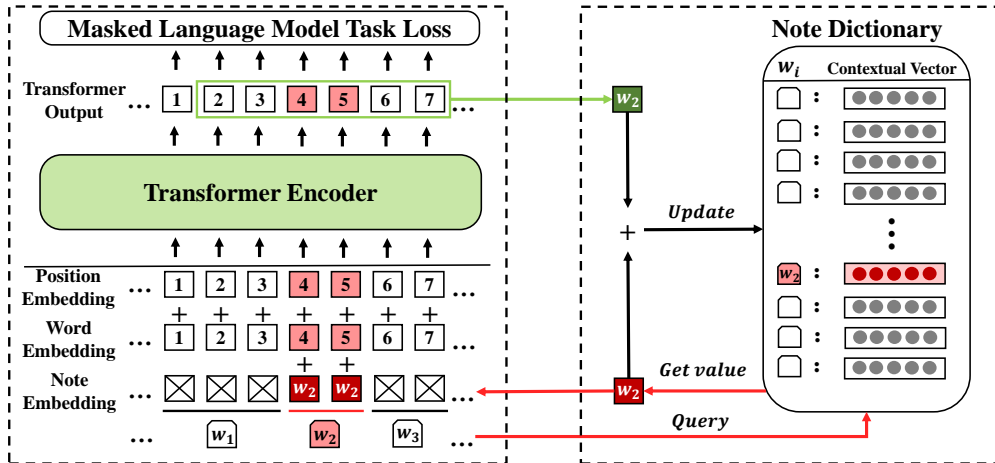 Masked Language Model Task Loss
Transformer Output ... 1 2 3 4 5 6 7 ...
Transformer Encoder
Position Embedding ... 1 2 3 4 5 6 7 ...
+ + + + + + +
Word Embedding ... 1 2 3 4 5 6 7 ...
+ +
Note Embedding ... w₂ w₂ ...
... w₁ w₂ w₃ ...
w₂
+
Update
w₂
Get value
Query
Note Dictionary
wᵢ Contextual Vector
:
:
:
:
...
w₂ :
:
:
: